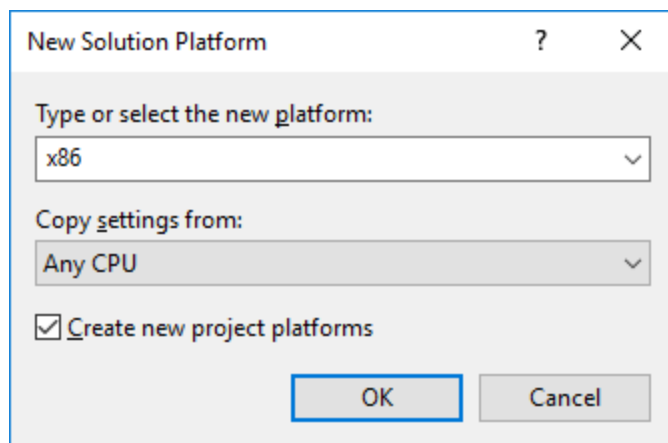 New Solution Platform ?
Type or select the new platform:
x86
Copy settings from:
Any CPU
Create new project platforms
OK Cancel